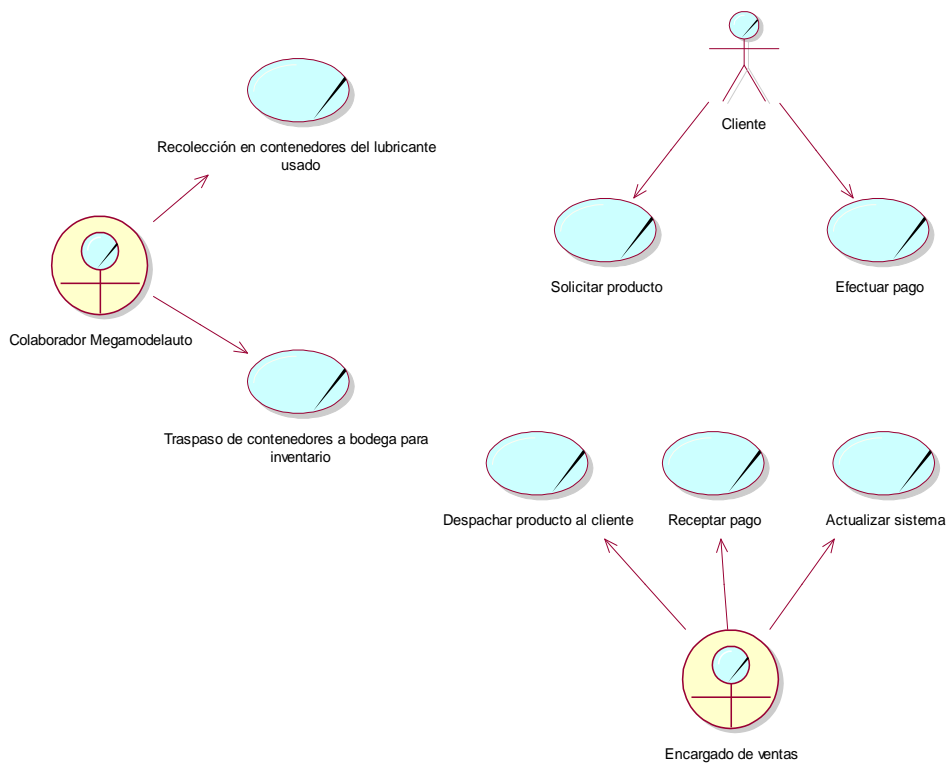 Cliente
Recolección en contenedores del lubricante
usado
Solicitar producto
Efectuar pago
Colaborador Megamodelauto
Traspaso de contenedores a bodega para
inventario
Despachar producto al cliente
Receptar pago
Actualizar sistema
Encargado de ventas